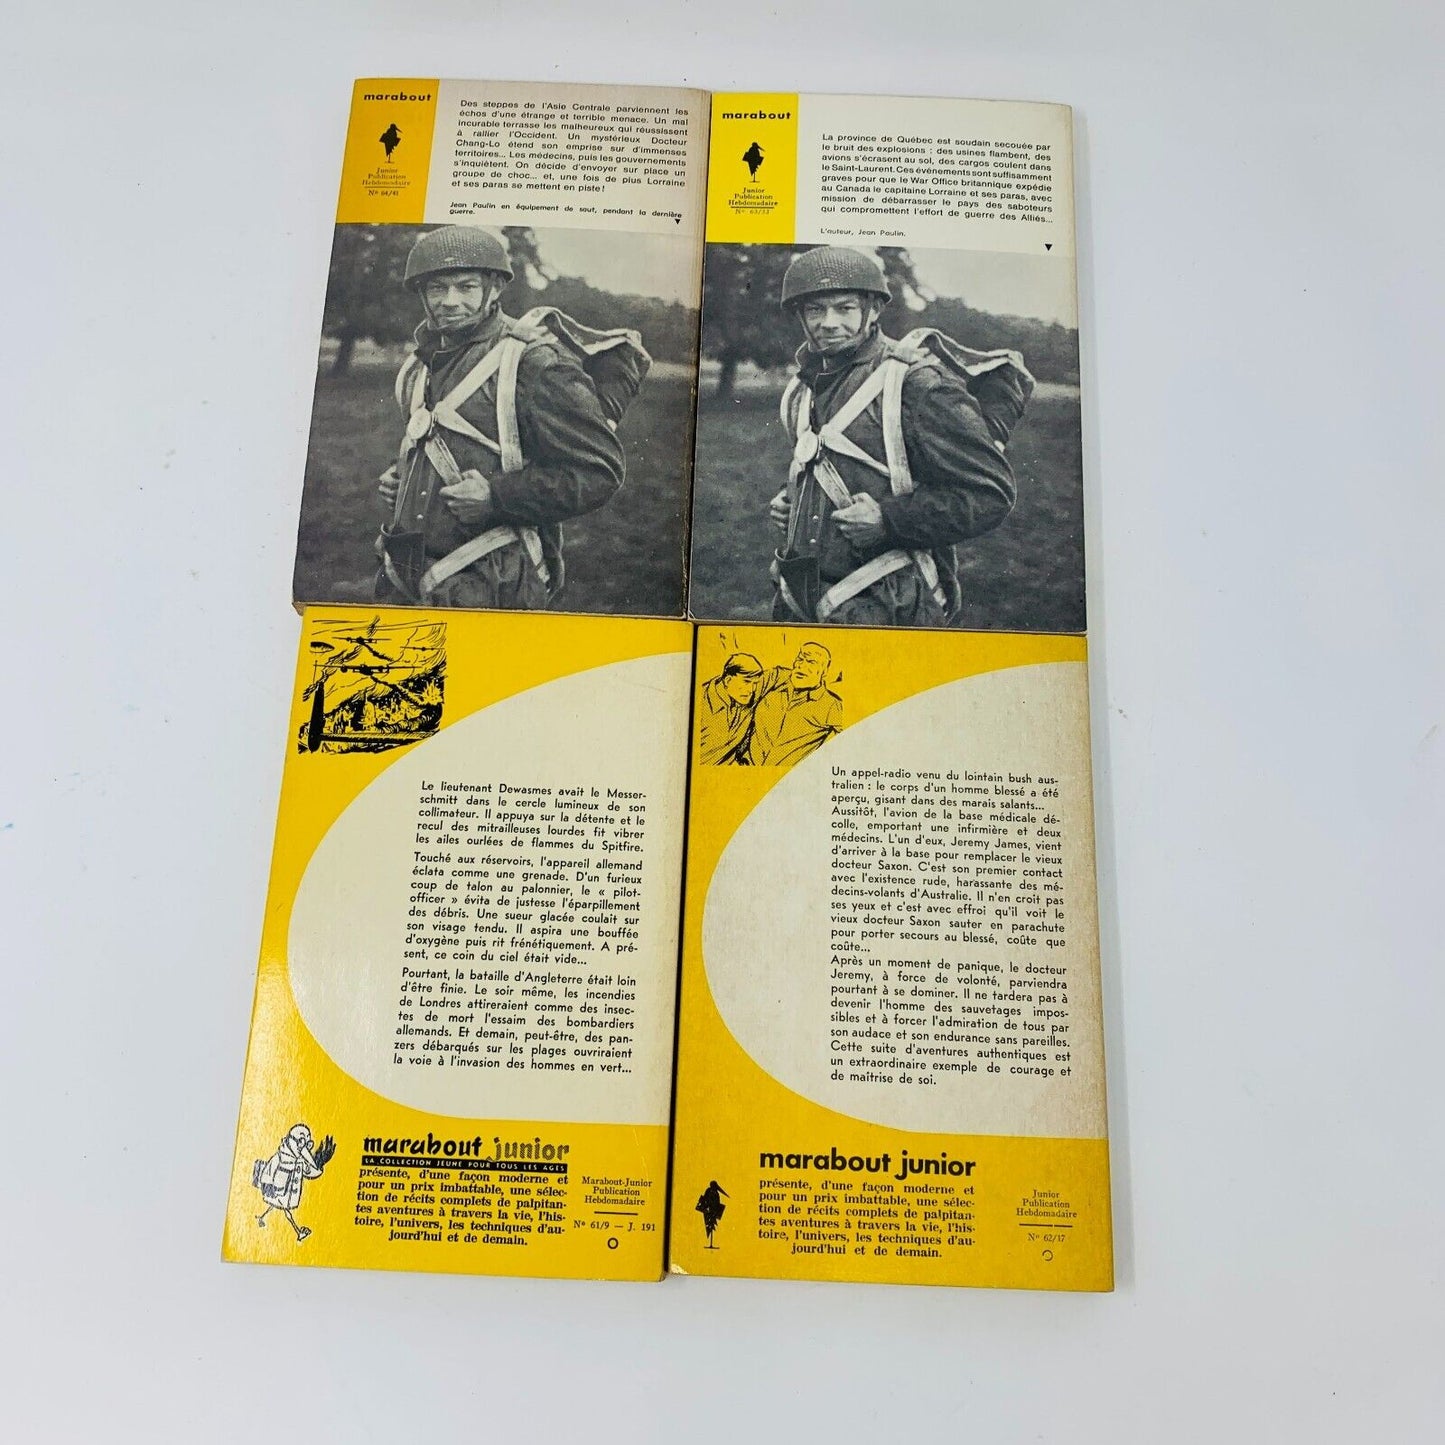 marabout
Junior
Publication
Hebdomadaire
Nº 64/41
Des steppes de l'Asie Centrale parviennent les
échos d'une étrange et terrible menace. Un mal
incurable terrasse les malheureux qui réussissent
à rallier l'Occident. Un mystérieux Docteur
Chang-Lo étend son emprise sur d'immenses
territoires... Les médecins, puis les gouvernements
s'inquiètent. On décide d'envoyer sur place un
groupe de choc... et, une fois de plus Lorraine
et ses paras se mettent en piste !
Jean Paulin en équipement de saut, pendant la dernière
guerre.
marabout
Junior
Publication
Hebdomadaire
La province de Québec est soudain secouée par
le bruit des explosions : des usines flambent, des
avions s'écrasent au sol, des cargos coulent dans
le Saint-Laurent. Ces événements sont suffisamment
graves pour que le War Office britannique expédie
au Canada le capitaine Lorraine et ses paras, avec
mission de débarrasser le pays des saboteurs
qui compromettent l'effort de guerre des Alliés...
L'auteur, Jean Paulin.
Le lieutenant Dewasmes avait le Messer-
schmitt dans le cercle lumineux de son
collimateur. Il appuya sur la détente et le
recul des mitrailleuses lourdes fit vibrer
les ailes ourlées de flammes du Spitfire.
Touché aux réservoirs, l'appareil allemand
éclata comme une grenade. D'un furieux
coup de talon au palonnier, le « pilot-
officer » évita de justesse l'éparpillement
des débris. Une sueur glacée coulait sur
son visage tendu. Il aspira une bouffée
d'oxygène puis rit frénétiquement. A pré-
sent, ce coin du ciel était vide...
Pourtant, la bataille d'Angleterre était loin
d'être finie. Le soir même, les incendies
de Londres attireraient comme des insec-
tes de mort l'essaim des bombardiers
allemands. Et demain, peut-être, des pan-
zers débarqués sur les plages ouvriraient
la voie à l'invasion des hommes en vert...
marabout junior
LA COLLECTION JEUNE POUR TOUS LES AGES
présente, d'une façon moderne et
pour un prix imbattable, une sélec-
tion de récits complets de palpitan-
tes aventures à travers la vie, l'his-
toire, l'univers, les techniques d'au-
jourd'hui et de demain.
Marabout-Junior
Publication
Hebdomadaire
Nº 61/9 — J. 191
Un appel-radio venu du lointain bush aus-
tralien : le corps d'un homme blessé a été
aperçu, gisant dans des marais salants...
Aussitôt, l'avion de la base médicale dé-
colle, emportant une infirmière et deux
médecins. L'un d'eux, Jeremy James, vient
d'arriver à la base pour remplacer le vieux
docteur Saxon. C'est son premier contact
avec l'existence rude, harassante des mé-
decins-volants d'Australie. Il n'en croit pas
ses yeux et c'est avec effroi qu'il voit le
vieux docteur Saxon sauter en parachute
pour porter secours au blessé, coûte que
coûte...
Après un moment de panique, le docteur
Jeremy, à force de volonté, parviendra
pourtant à se dominer. Il ne tardera pas à
devenir l'homme des sauvetages impos-
sibles et à forcer l'admiration de tous par
son audace et son endurance sans pareilles.
Cette suite d'aventures authentiques est
un extraordinaire exemple de courage et
de maîtrise de soi.
marabout junior
présente, d'une façon moderne et
pour un prix imbattable, une sélec-
tion de récits complets de palpitan-
tes aventures à travers la vie, l'his-
toire, l'univers, les techniques d'au-
jourd'hui et de demain.
Junior
Publication
Hebdomadaire
Nº 62/17